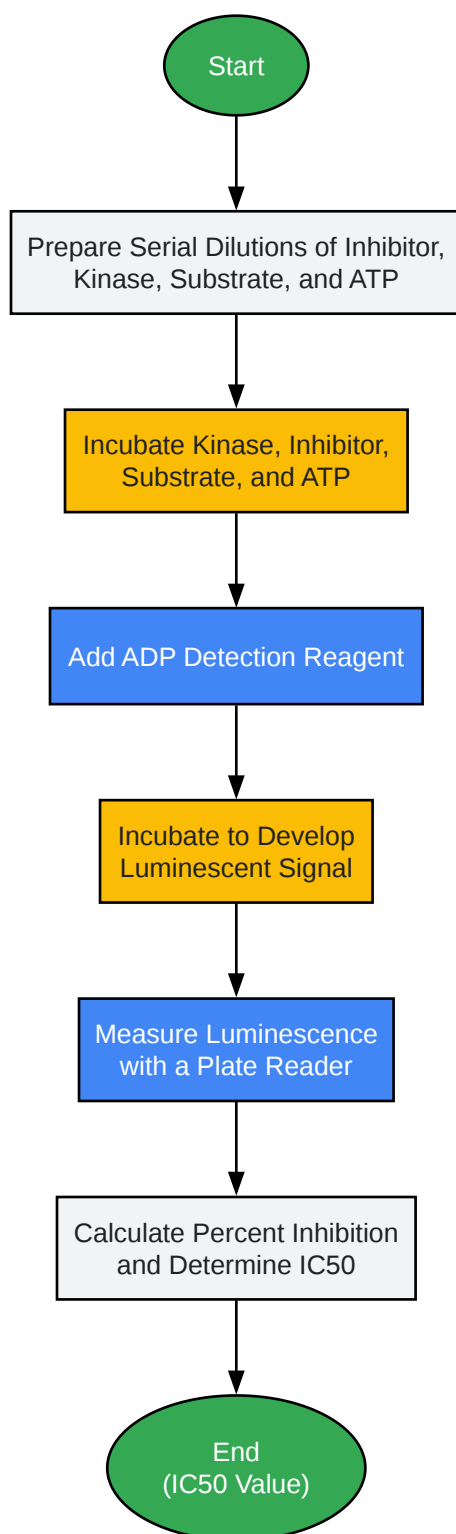 Start
Prepare Serial Dilutions of Inhibitor,
Kinase, Substrate, and ATP
Incubate Kinase, Inhibitor,
Substrate, and ATP
Add ADP Detection Reagent
Incubate to Develop
Luminescent Signal
Measure Luminescence
with a Plate Reader
Calculate Percent Inhibition
and Determine IC50
End
(IC50 Value)